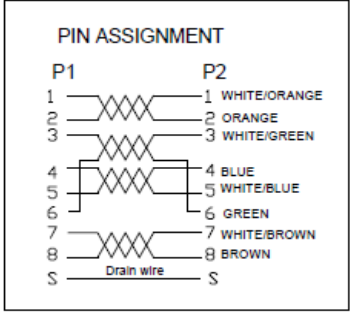 PIN ASSIGNMENT
P1 P2
1 1 WHITE/ORANGE
2 2 ORANGE
3 3 WHITE/GREEN
4 4 BLUE
5 5 WHITE/BLUE
6 6 GREEN
7 7 WHITE/BROWN
8 8 BROWN
S Drain wire S